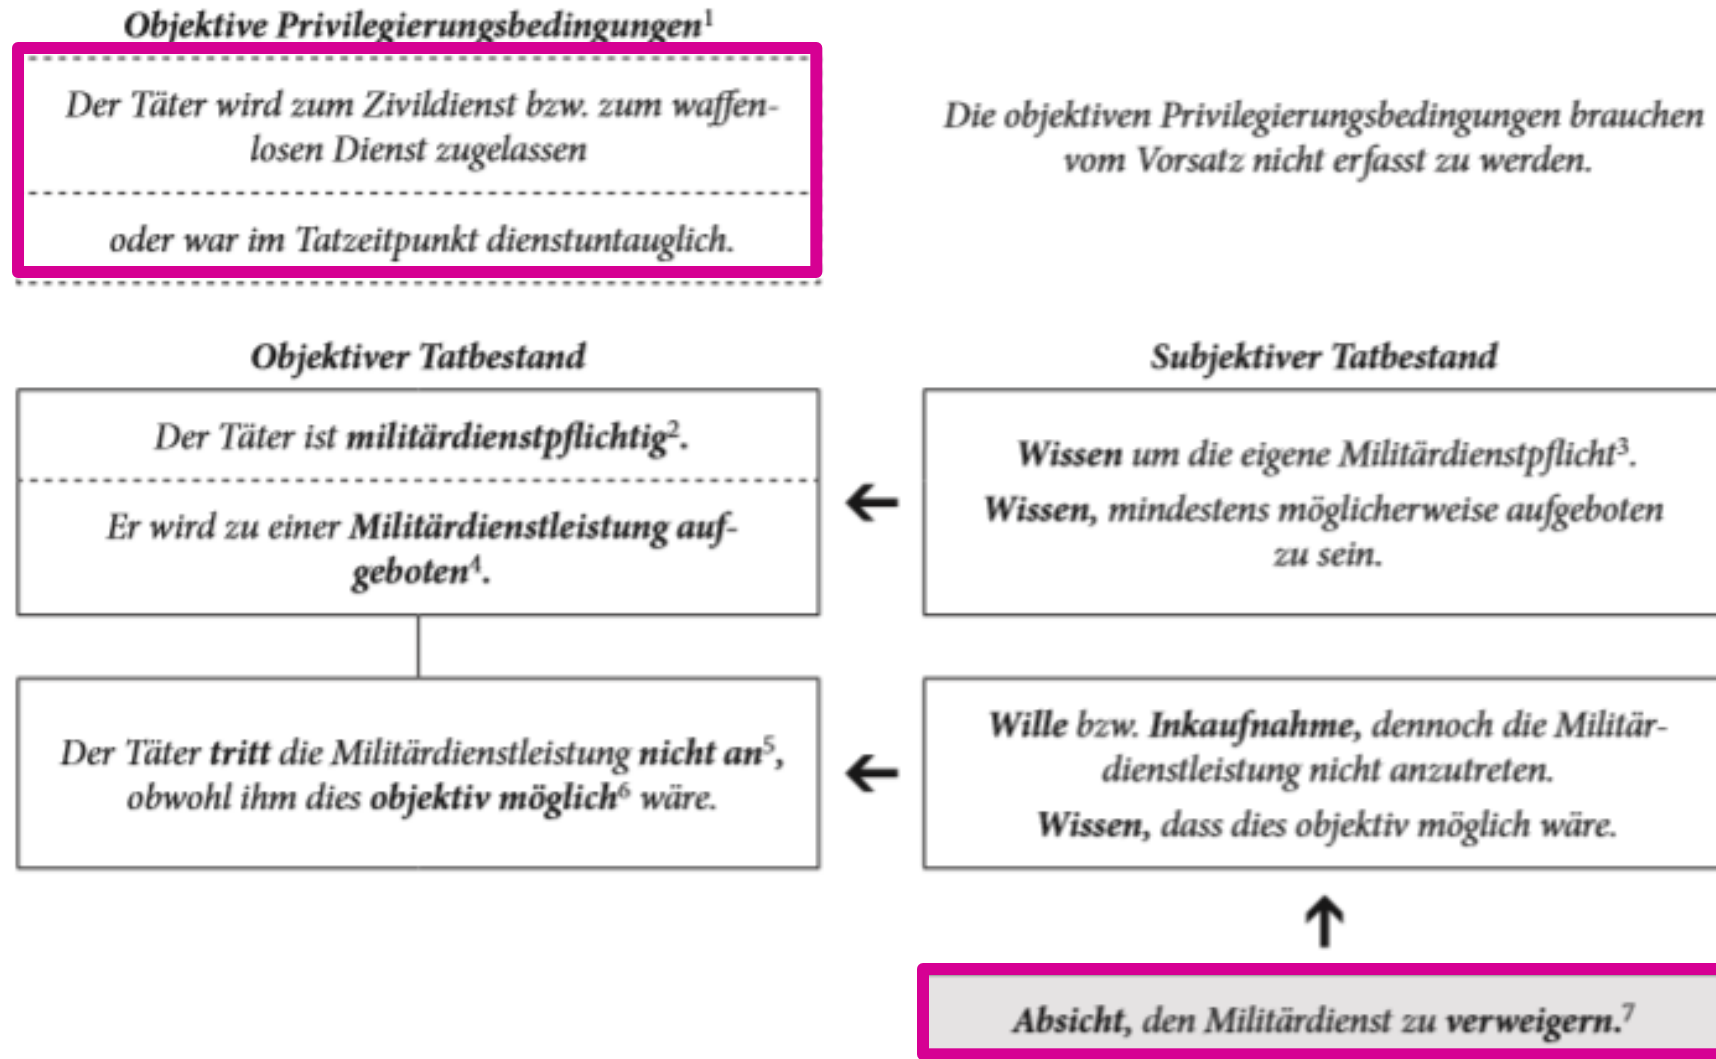 Objektive Privilegierungsbedingungen¹
Der Täter wird zum Zivildienst bzw. zum waffen-
losen Dienst zugelassen
oder war im Tatzeitpunkt dienstuntauglich.
Die objektiven Privilegierungsbedingungen brauchen
vom Vorsatz nicht erfasst zu werden.
Objektiver Tatbestand
Subjektiver Tatbestand
Der Täter ist militärdienstpflichtig².
Er wird zu einer Militärdienstleistung auf-
geboten⁴.
Wissen um die eigene Militärdienstpflicht³.
Wissen, mindestens möglicherweise aufgeboten
zu sein.
Der Täter tritt die Militärdienstleistung nicht an⁵,
obwohl ihm dies objektiv möglich⁶ wäre.
Wille bzw. Inkaufnahme, dennoch die Militär-
dienstleistung nicht anzutreten.
Wissen, dass dies objektiv möglich wäre.
Absicht, den Militärdienst zu verweigern.⁷